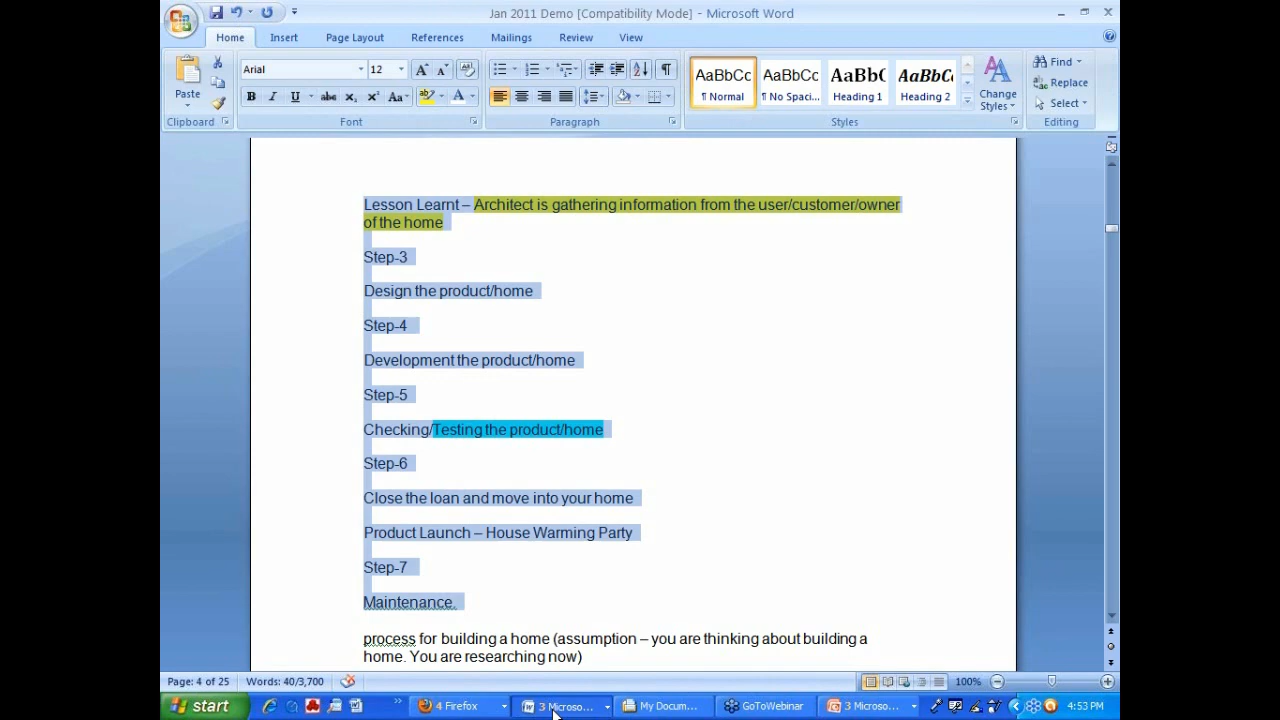 Jan 2011 Demo [Compatibility Mode] - Microsoft Word
Home Insert Page Layout References Mailings Review View
Arial 12
Paste
AaBbCc AaBbCc AaBbC AaBbCc
¶ Normal ¶ No Spaci... Heading 1 Heading 2
Change Styles
Find
Replace
Select
Clipboard Font Paragraph Styles Editing
Lesson Learnt – Architect is gathering information from the user/customer/owner
of the home
Step-3
Design the product/home
Step-4
Development the product/home
Step-5
Checking/Testing the product/home
Step-6
Close the loan and move into your home
Product Launch – House Warming Party
Step-7
Maintenance.
process for building a home (assumption – you are thinking about building a
home. You are researching now)
Page: 4 of 25 Words: 40/3,700 100%
start 4 Firefox 3 Microso... My Docum... GoToWebinar 3 Microso... 4:53 PM